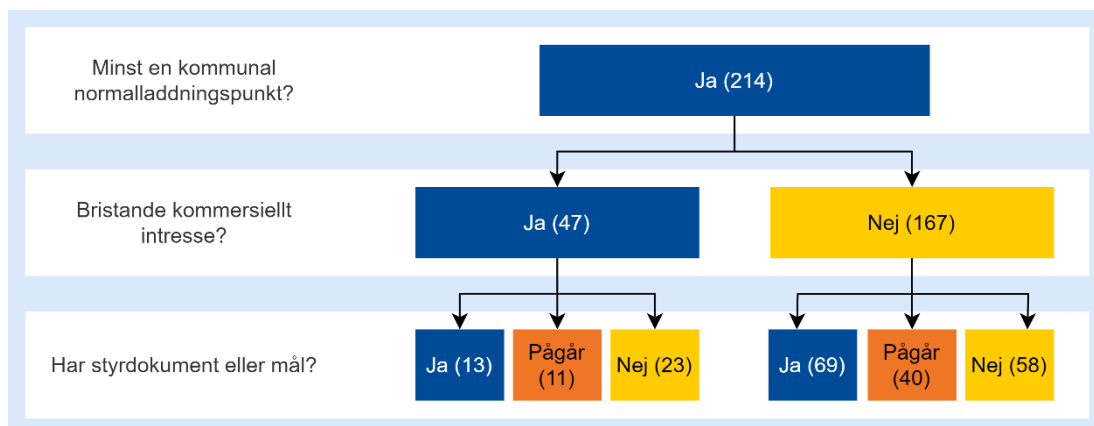 Minst en kommunal
normalladdningspunkt?
Ja (214)
Bristande kommersiellt
intresse?
Ja (47)
Nej (167)
Har styrdokument eller mål?
Ja (13)
Pågår
(11)
Nej (23)
Ja (69)
Pågår
(40)
Nej (58)